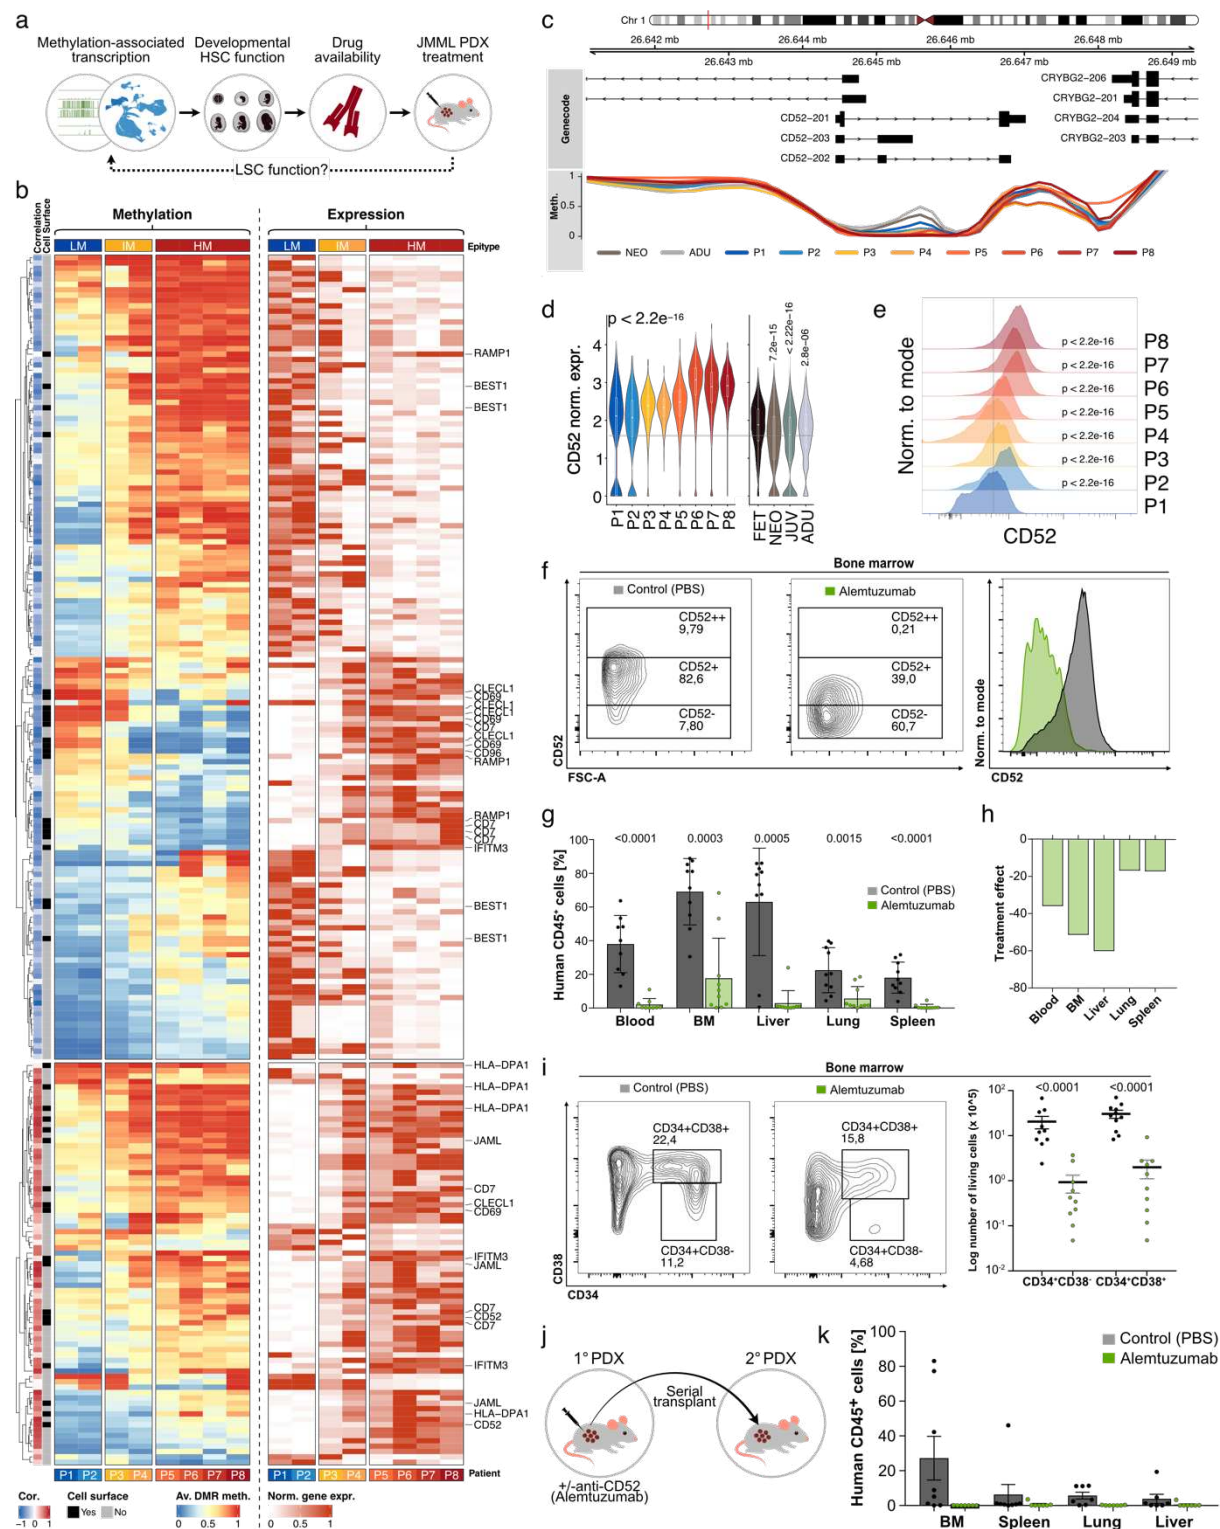 a
Methylation-associated
transcription
Developmental
HSC function
Drug
availability
JMML PDX
treatment
LSC function?
b
Correlation
Cell Surface
Methylation
Expression
LM
IM
HM
LM
IM
HM
Epitype
RAMP1
BEST1
BEST1
CLECL1
CD69
CLECL1
CLECL1
CD69
CD7
CLECL1
CD69
CD96
RAMP1
RAMP1
CD7
CD7
CD7
IFITM3
BEST1
BEST1
HLA-DPA1
HLA-DPA1
HLA-DPA1
JAML
CD7
CLECL1
CD69
IFITM3
JAML
CD7
CD52
CD7
IFITM3
JAML
HLA-DPA1
CD52
P1 P2 P3 P4 P5 P6 P7 P8
P1 P2 P3 P4 P5 P6 P7 P8
Patient
Cor.
-1 0 1
Cell surface
Yes No
Av. DMR meth.
0 0.5 1
Norm. gene expr.
0 0.5 1
c
Chr 1
26.642 mb 26.644 mb 26.646 mb 26.648 mb
26.643 mb 26.645 mb 26.647 mb 26.649 mb
Genecode
CRYBG2-206
CRYBG2-201
CD52-201
CRYBG2-204
CD52-203
CRYBG2-203
CD52-202
Meth.
1
0.5
0
NEO ADU P1 P2 P3 P4 P5 P6 P7 P8
d
p < 2.2e-16
CD52 norm. expr.
4
3
2
1
0
7.2e-15
< 2.22e-16
2.8e-06
P1 P2 P3 P4 P5 P6 P7 P8
FET NEO JUV ADU
e
Norm. to mode
p < 2.2e-16 P8
p < 2.2e-16 P7
p < 2.2e-16 P6
p < 2.2e-16 P5
p < 2.2e-16 P4
p < 2.2e-16 P3
p < 2.2e-16 P2
P1
CD52
f
Bone marrow
Control (PBS)
CD52++
9,79
CD52+
82,6
CD52-
7,80
CD52
FSC-A
Alemtuzumab
CD52++
0,21
CD52+
39,0
CD52-
60,7
Norm. to mode
CD52
g
Human CD45+ cells [%]
100
80
60
40
20
0
<0.0001 0.0003 0.0005 0.0015 <0.0001
Control (PBS)
Alemtuzumab
Blood BM Liver Lung Spleen
h
Treatment effect
0
-20
-40
-60
-80
Blood BM Liver Lung Spleen
i
Bone marrow
Control (PBS)
CD34+CD38+
22,4
CD34+CD38-
11,2
CD38
CD34
Alemtuzumab
CD34+CD38+
15,8
CD34+CD38-
4,68
<0.0001 <0.0001
Log number of living cells (x 10^5)
10²
10¹
10⁰
10⁻¹
10⁻²
CD34+CD38- CD34+CD38+
j
1° PDX
2° PDX
Serial
transplant
+/-anti-CD52
(Alemtuzumab)
k
Human CD45+ cells [%]
100
80
60
40
20
0
Control (PBS)
Alemtuzumab
BM Spleen Lung Liver